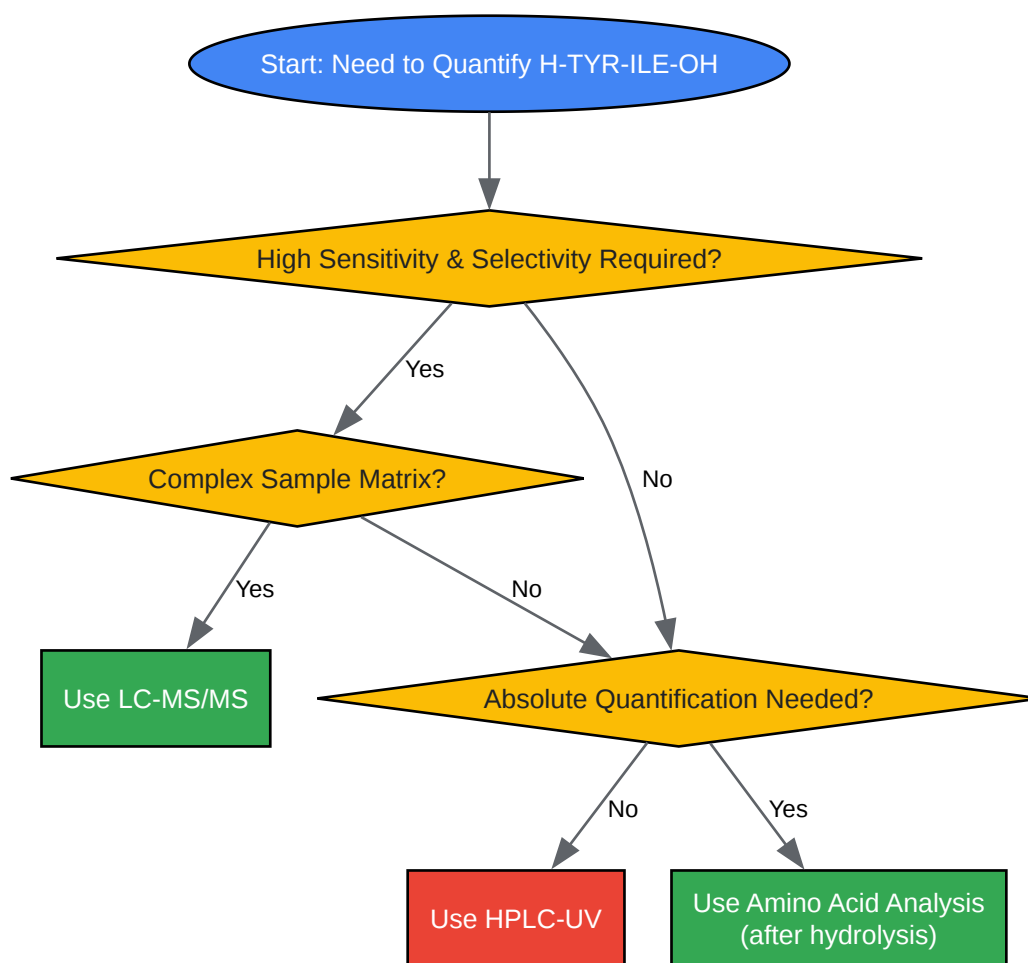 Start: Need to Quantify H-TYR-ILE-OH
High Sensitivity & Selectivity Required?
Yes
No
Complex Sample Matrix?
Yes
No
Use LC-MS/MS
Absolute Quantification Needed?
No
Yes
Use HPLC-UV
Use Amino Acid Analysis
(after hydrolysis)